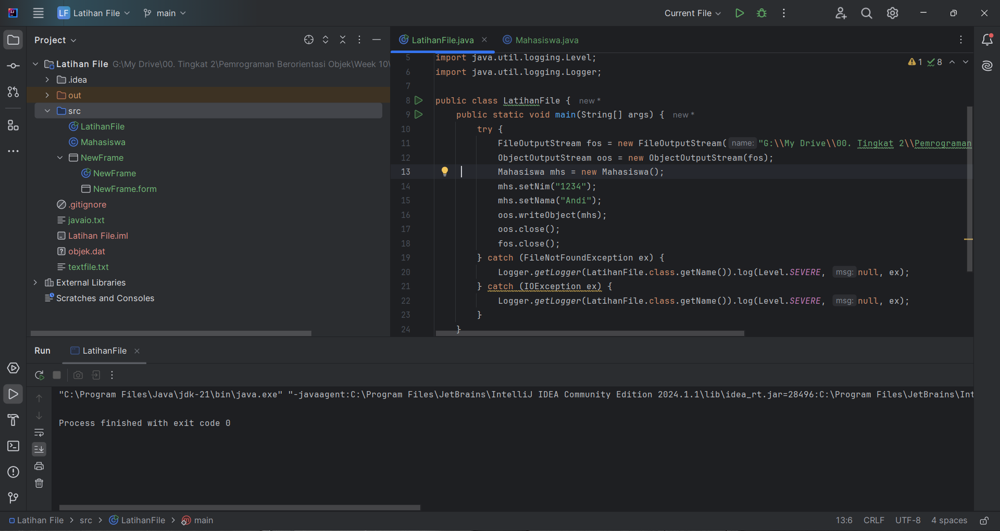 LF Latihan File main Current File
Project
Latihan File G:\My Drive\00. Tingkat 2\Pemrograman Berorientasi Objek\Week 10\
.idea
out
src
LatihanFile
Mahasiswa
NewFrame
NewFrame
NewFrame.form
.gitignore
javaio.txt
Latihan File.iml
objek.dat
textfile.txt
External Libraries
Scratches and Consoles
LatihanFile.java Mahasiswa.java
1 8
5 import java.util.logging.Level;
6 import java.util.logging.Logger;
7
8 public class LatihanFile { new *
9 public static void main(String[] args) { new *
10 try {
11 FileOutputStream fos = new FileOutputStream( name: "G:\\My Drive\\00. Tingkat 2\\Pemrograman
12 ObjectOutputStream oos = new ObjectOutputStream(fos);
13 Mahasiswa mhs = new Mahasiswa();
14 mhs.setNim("1234");
15 mhs.setNama("Andi");
16 oos.writeObject(mhs);
17 oos.close();
18 fos.close();
19 } catch (FileNotFoundException ex) {
20 Logger.getLogger(LatihanFile.class.getName()).log(Level.SEVERE, msg: null, ex);
21 } catch (IOException ex) {
22 Logger.getLogger(LatihanFile.class.getName()).log(Level.SEVERE, msg: null, ex);
23 }
24 }
Run LatihanFile
"C:\Program Files\Java\jdk-21\bin\java.exe" "-javaagent:C:\Program Files\JetBrains\IntelliJ IDEA Community Edition 2024.1.1\lib\idea_rt.jar=28496:C:\Program Files\JetBrains\Int
Process finished with exit code 0
Latihan File > src > LatihanFile > main 13:6 CRLF UTF-8 4 spaces